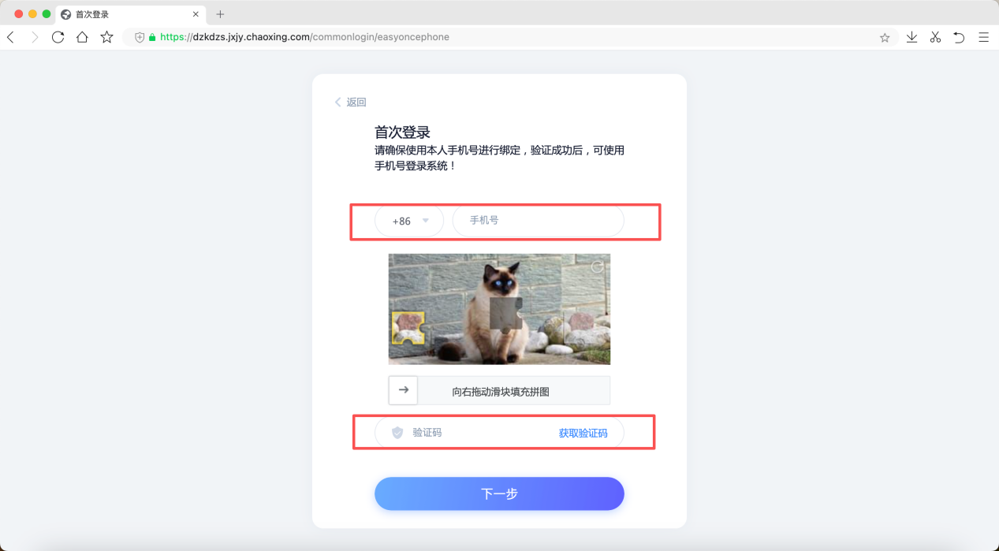 首次登录
https://dzkdzs.jxjy.chaoxing.com/commonlogin/easyoncephone
返回
首次登录
请确保使用本人手机号进行绑定，验证成功后，可使用
手机号登录系统！
+86 手机号
向右拖动滑块填充拼图
验证码 获取验证码
下一步